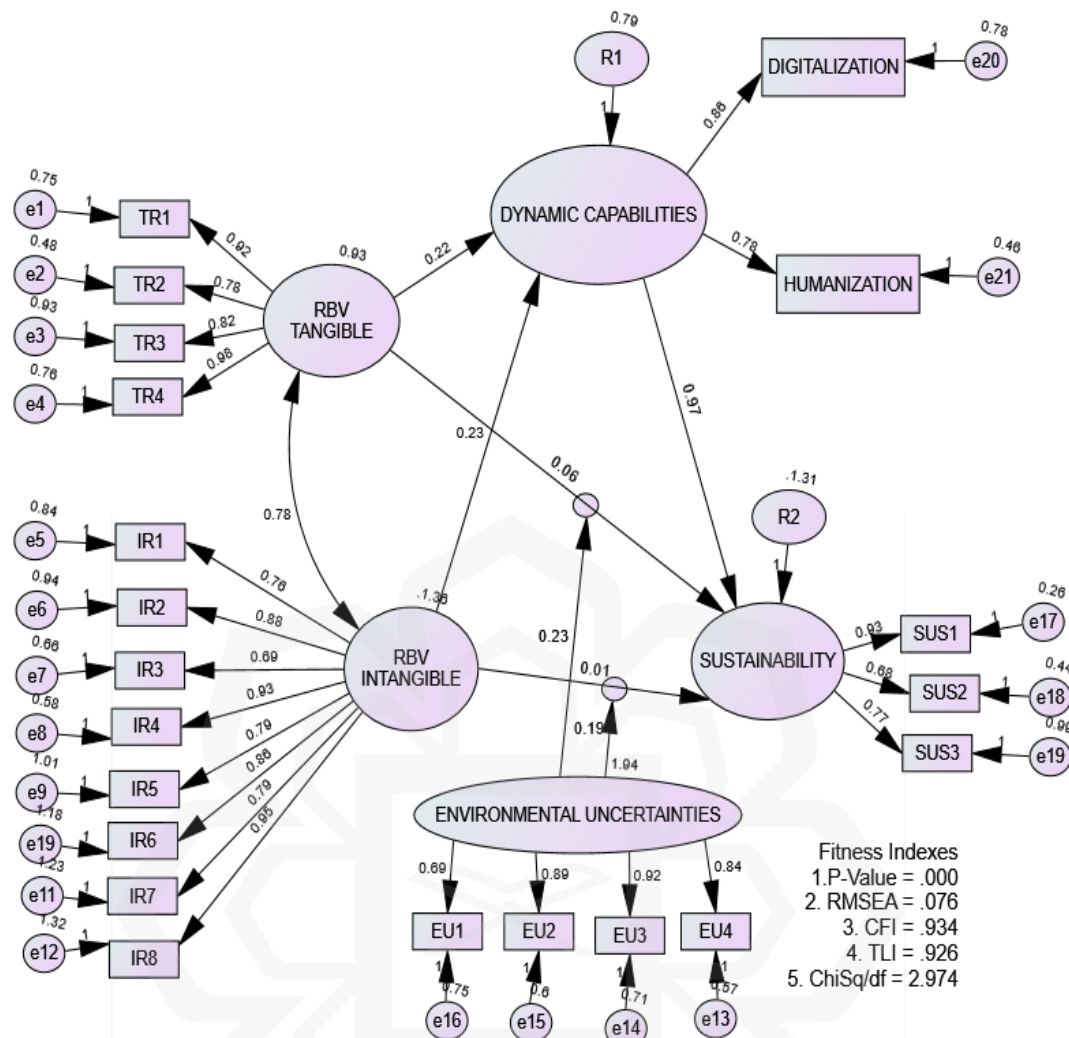 0.79
R1
1
DIGITALIZATION
0.78
1
e20
0.86
DYNAMIC CAPABILITIES
0.78
HUMANIZATION
0.46
1
e21
0.75
e1
1
TR1
0.92
0.48
e2
1
TR2
0.78
0.93
e3
1
TR3
0.82
0.76
e4
1
TR4
0.98
0.93
RBV
TANGIBLE
0.22
0.78
0.23
0.06
0.97
.1.31
R2
1
0.84
e5
1
IR1
0.76
0.94
e6
1
IR2
0.88
0.66
e7
1
IR3
0.69
0.58
e8
1
IR4
0.93
1.01
e9
1
IR5
0.79
1.18
e19
1
IR6
0.86
1.23
e11
1
IR7
0.79
1.32
e12
1
IR8
0.95
.1.36
RBV
INTANGIBLE
0.01
0.23
0.19
SUSTAINABILITY
0.93
SUS1
1
0.26
e17
0.68
SUS2
1
0.44
e18
0.77
SUS3
1
0.99
e19
1.94
ENVIRONMENTAL UNCERTAINTIES
0.69
0.89
0.92
0.84
EU1
EU2
EU3
EU4
1
0.75
1
0.6
1
0.71
1
0.57
e16
e15
e14
e13
Fitness Indexes
1.P-Value = .000
2. RMSEA = .076
3. CFI = .934
4. TLI = .926
5. ChiSq/df = 2.974